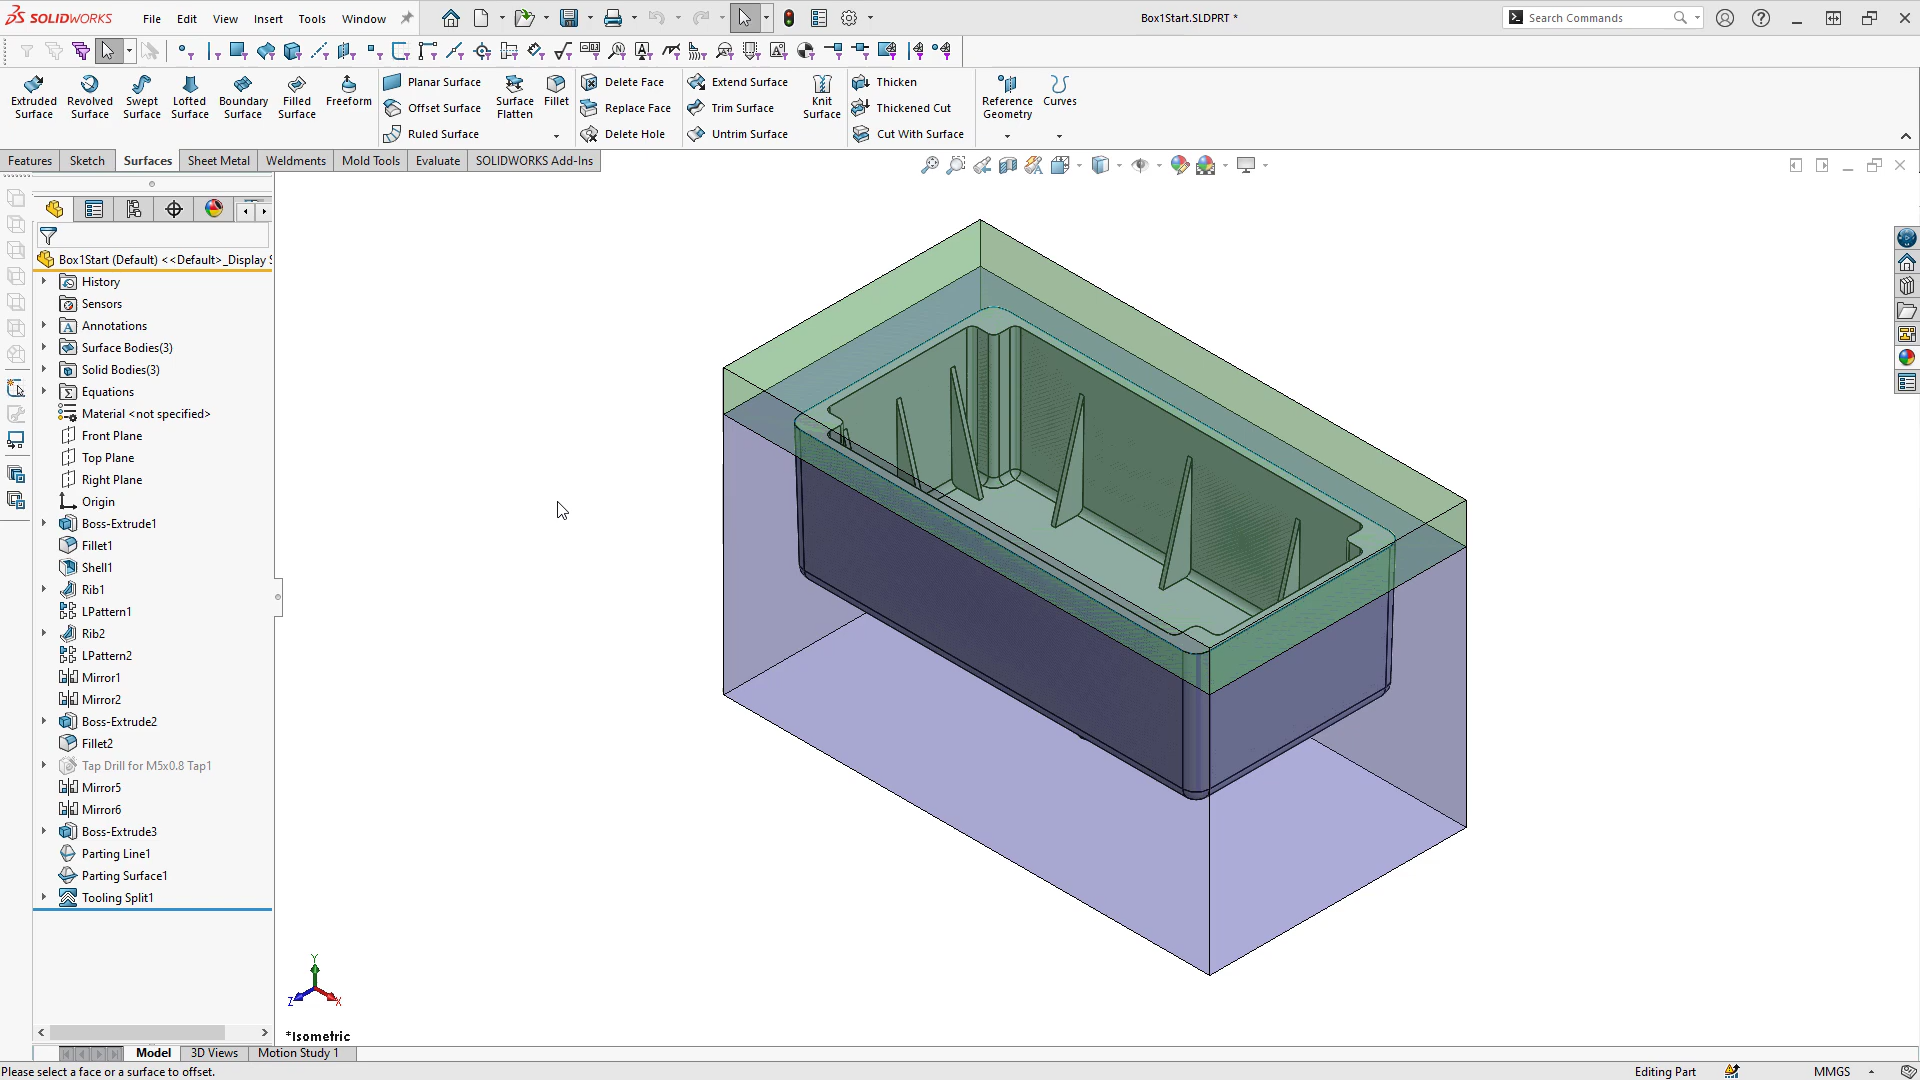 SOLIDWORKS
File Edit View Insert Tools Window
Box1Start.SLDPRT *
Search Commands
Extruded Surface
Revolved Surface
Swept Surface
Lofted Surface
Boundary Surface
Filled Surface
Freeform
Planar Surface
Offset Surface
Ruled Surface
Surface Flatten
Fillet
Delete Face
Replace Face
Delete Hole
Extend Surface
Trim Surface
Untrim Surface
Knit Surface
Thicken
Thickened Cut
Cut With Surface
Reference Geometry
Curves
Features Sketch Surfaces Sheet Metal Weldments Mold Tools Evaluate SOLIDWORKS Add-Ins
Box1Start (Default) <<Default>_Display S
History
Sensors
Annotations
Surface Bodies(3)
Solid Bodies(3)
Equations
Material <not specified>
Front Plane
Top Plane
Right Plane
Origin
Boss-Extrude1
Fillet1
Shell1
Rib1
LPattern1
Rib2
LPattern2
Mirror1
Mirror2
Boss-Extrude2
Fillet2
Tap Drill for M5x0.8 Tap1
Mirror5
Mirror6
Boss-Extrude3
Parting Line1
Parting Surface1
Tooling Split1
Y
Z X
*Isometric
Model 3D Views Motion Study 1
Please select a face or a surface to offset.
Editing Part
MMGS